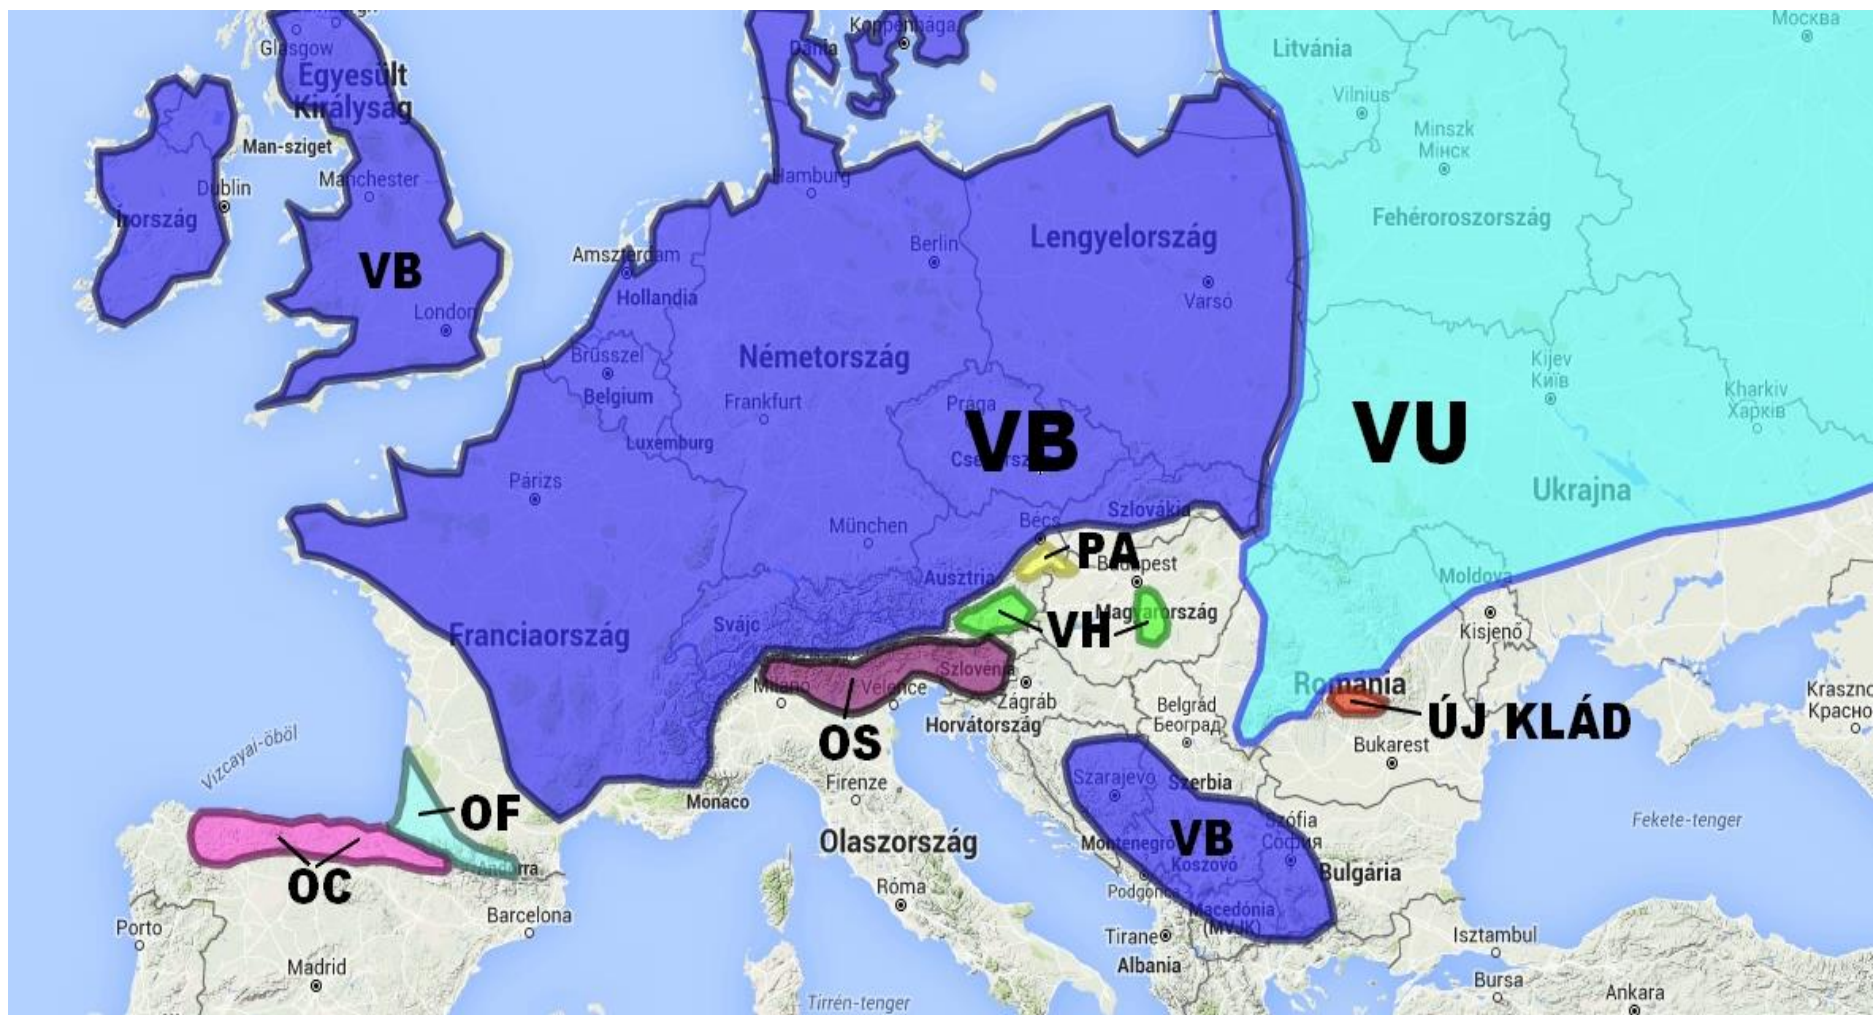 Koppenhága
Москва
Glasgow
Dánia
Litvánia
Egyesült
Királyság
Vilnius
Man-sziget
Minszk
Мінск
Dublin
Manchester
Hamburg
Írország
Fehéroroszország
Berlin
Lengyelország
Amszterdam
VB
Hollandia
Varsó
London
Brüsszel
Németország
Kijev
Київ
Belgium
Frankfurt
Prága
Kharkiv
Харків
VB
VU
Luxemburg
Párizs
Ukrajna
München
Bécs
Szlovákia
PA
Budapest
Ausztria
Moldova
Magyarország
VH
Svájc
Franciaország
Kisjenő
Szlovénia
Milánó
Velence
Románia
Zágráb
Belgrád
Београд
Horvátország
ÚJ KLÁD
Krasno
Красно
OS
Bukarest
Vizcayai-öböl
Firenze
Szarajevó
Szerbia
Monaco
OF
Olaszország
Szófia
София
VB
Montenegró
Koszovó
Fekete-tenger
Andorra
Bulgária
OC
Róma
Podgorica
Barcelona
Macedónia
(MVJK)
Porto
Tirane
Isztambul
Albania
Madrid
Bursa
Tirrén-tenger
Ankara